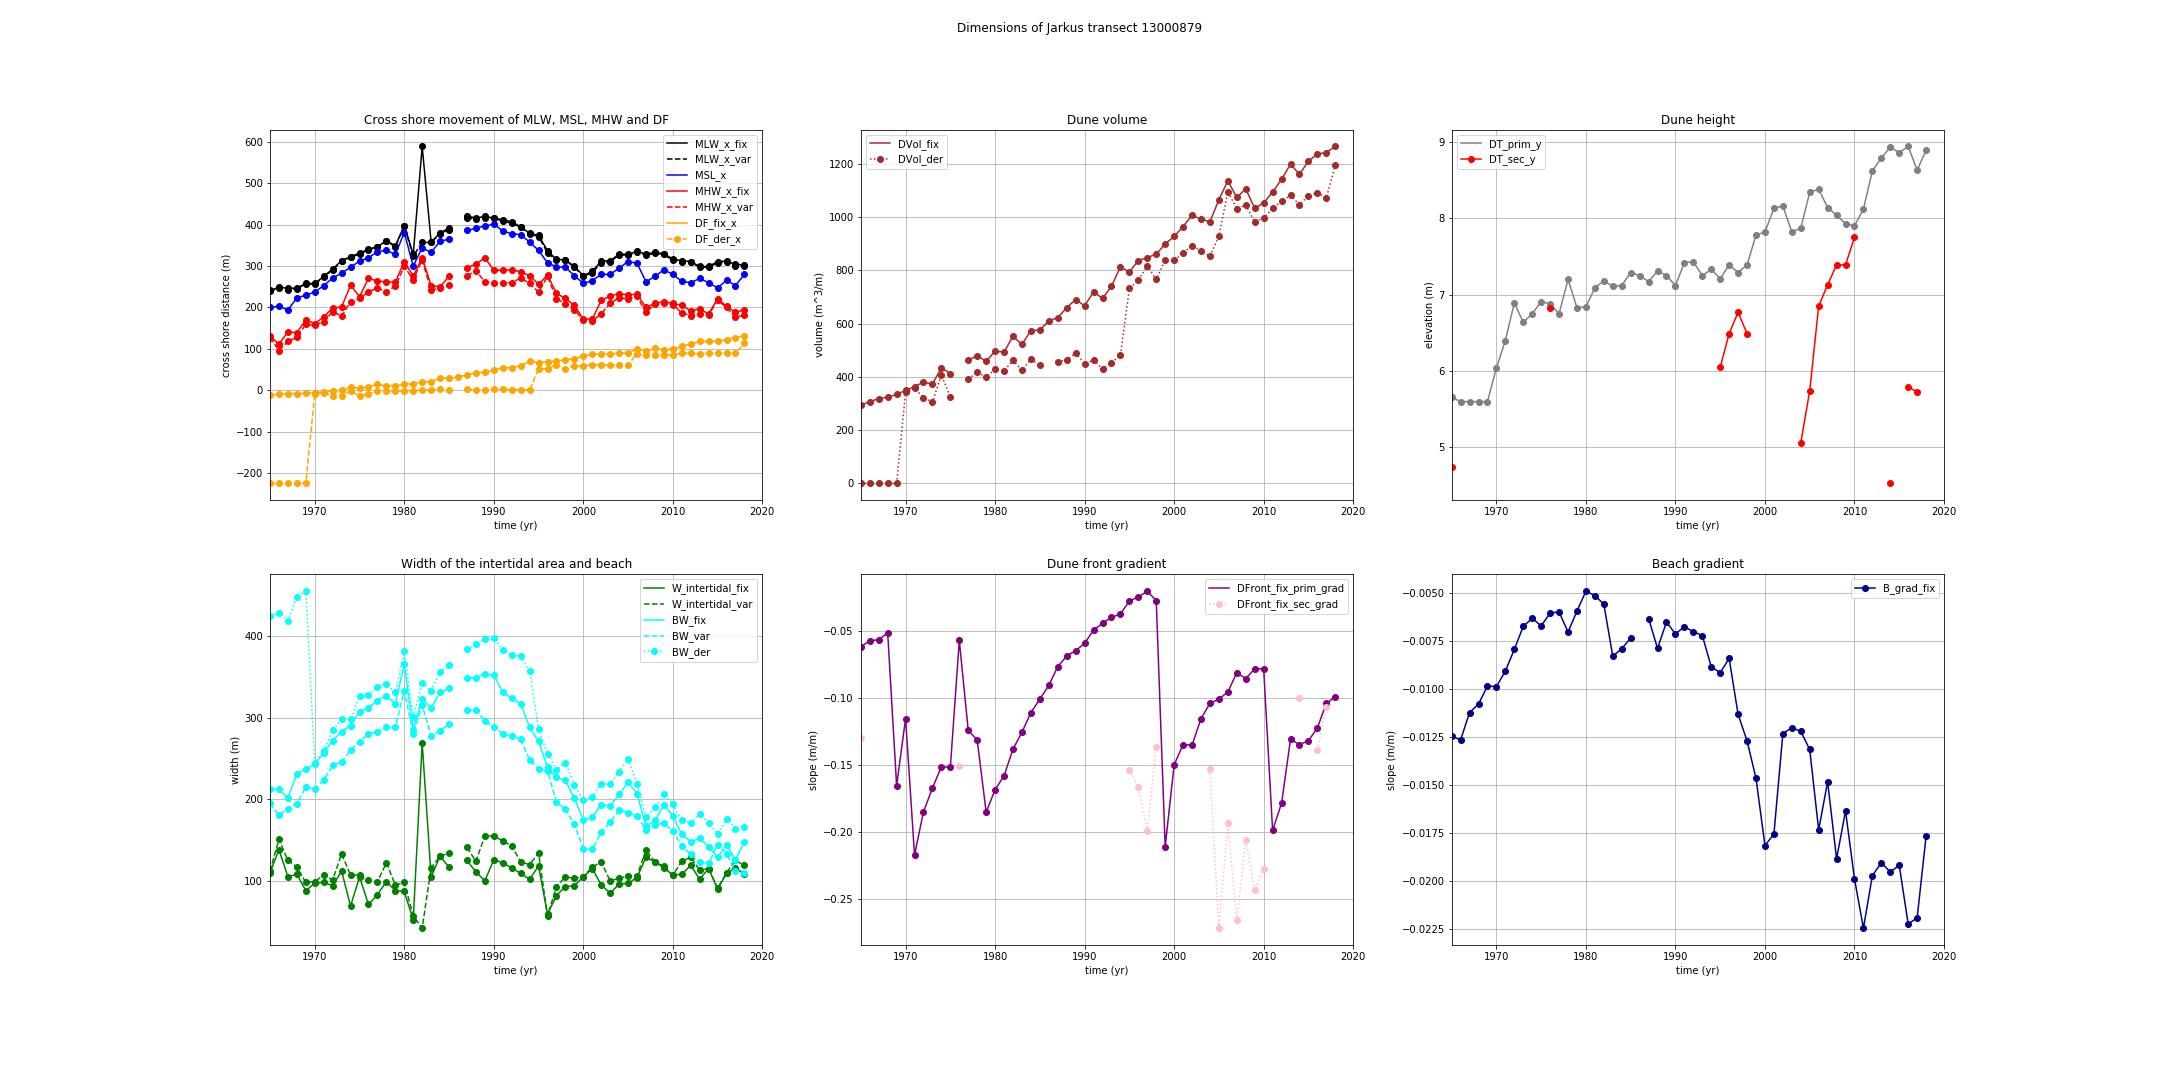 Dimensions of Jarkus transect 13000879
Cross shore movement of MLW, MSL, MHW and DF
cross shore distance (m)
600
500
400
300
200
100
0
−100
−200
MLW_x_fix
MLW_x_var
MSL_x
MHW_x_fix
MHW_x_var
DF_fix_x
DF_der_x
1970 1980 1990 2000 2010 2020
time (yr)
Dune volume
volume (m^3/m)
1200
1000
800
600
400
200
0
DVol_fix
DVol_der
1970 1980 1990 2000 2010 2020
time (yr)
Dune height
elevation (m)
9
8
7
6
5
DT_prim_y
DT_sec_y
1970 1980 1990 2000 2010 2020
time (yr)
Width of the intertidal area and beach
width (m)
400
300
200
100
W_intertidal_fix
W_intertidal_var
BW_fix
BW_var
BW_der
1970 1980 1990 2000 2010 2020
time (yr)
Dune front gradient
slope (m/m)
−0.05
−0.10
−0.15
−0.20
−0.25
DFront_fix_prim_grad
DFront_fix_sec_grad
1970 1980 1990 2000 2010 2020
time (yr)
Beach gradient
slope (m/m)
−0.0050
−0.0075
−0.0100
−0.0125
−0.0150
−0.0175
−0.0200
−0.0225
B_grad_fix
1970 1980 1990 2000 2010 2020
time (yr)